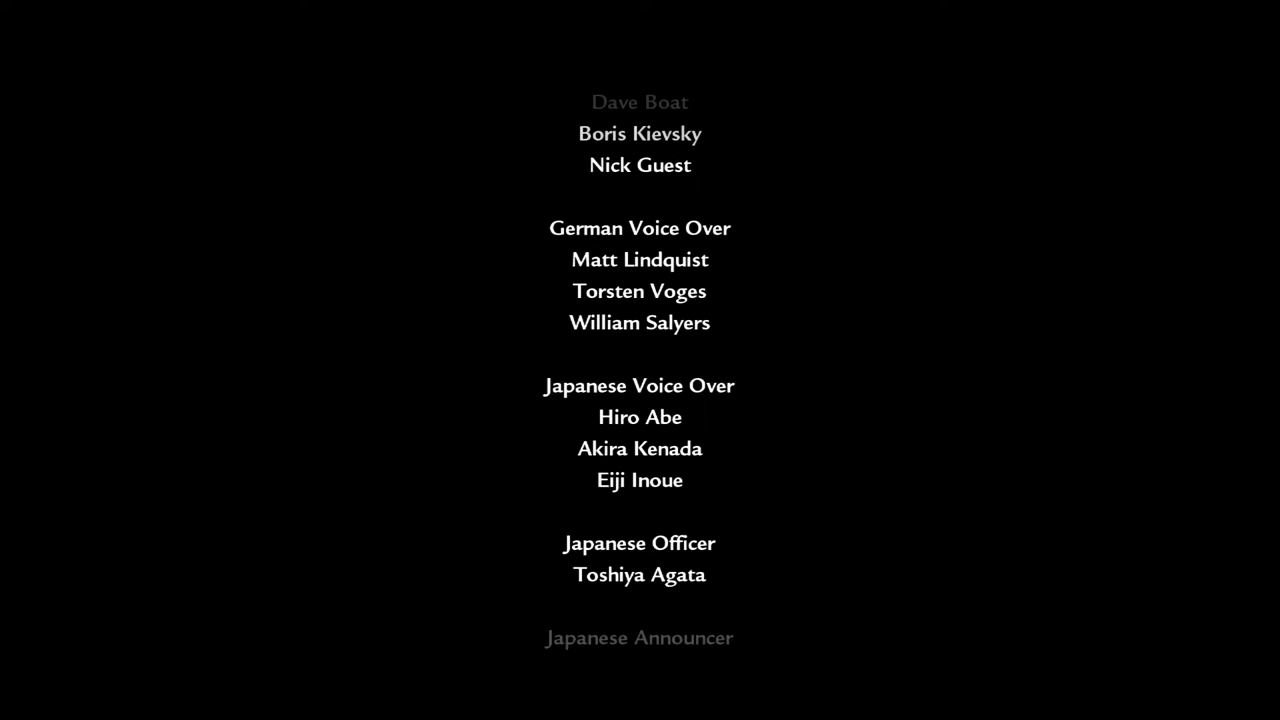 Dave Boat
Boris Kievsky
Nick Guest
German Voice Over
Matt Lindquist
Torsten Voges
William Salyers
Japanese Voice Over
Hiro Abe
Akira Kenada
Eiji Inoue
Japanese Officer
Toshiya Agata
Japanese Announcer